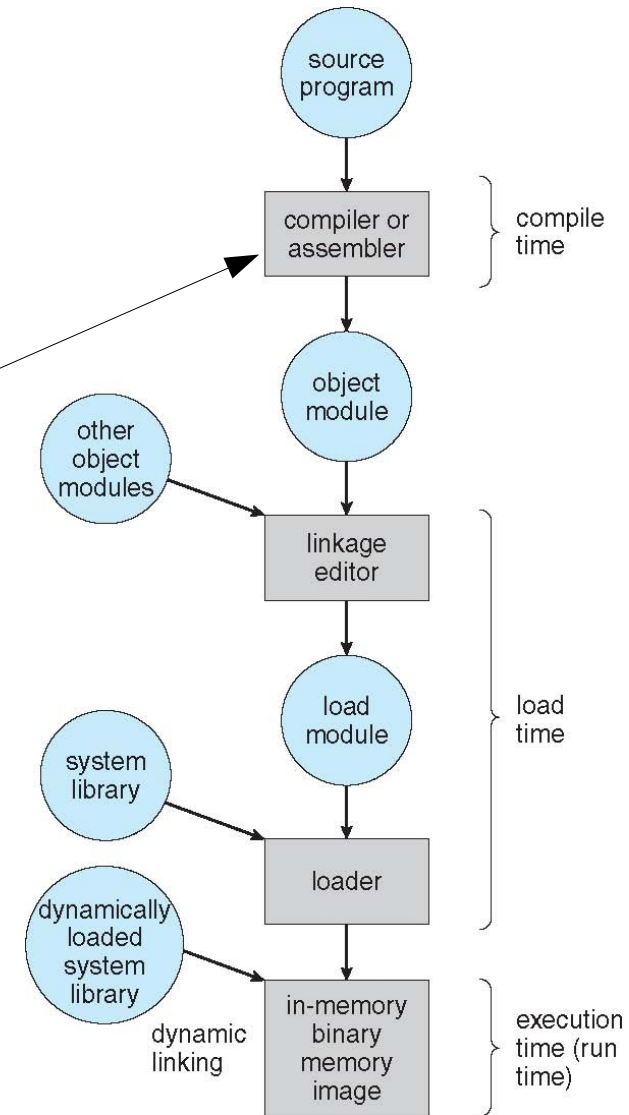 source
program
compiler or
assembler
compile
time
object
module
other
object
modules
linkage
editor
load
module
load
time
system
library
loader
dynamically
loaded
system
library
dynamic
linking
in-memory
binary
memory
image
execution
time (run
time)